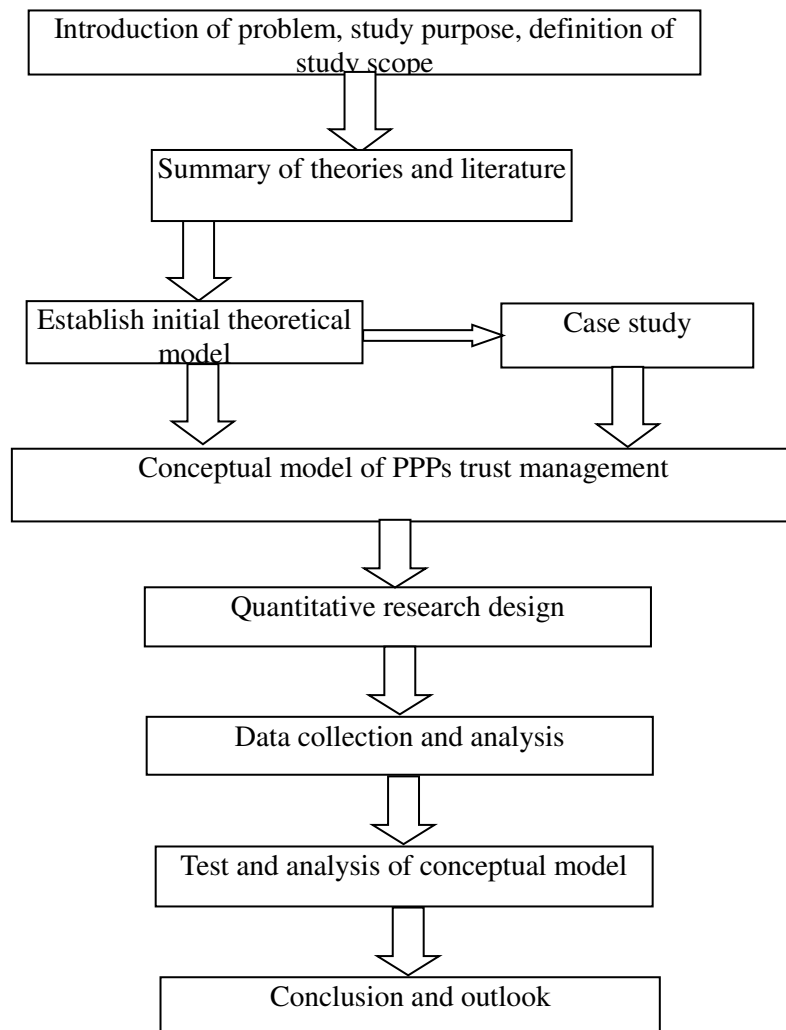 Introduction of problem, study purpose, definition of
study scope
Summary of theories and literature
Establish initial theoretical
model
Case study
Conceptual model of PPPs trust management
Quantitative research design
Data collection and analysis
Test and analysis of conceptual model
Conclusion and outlook